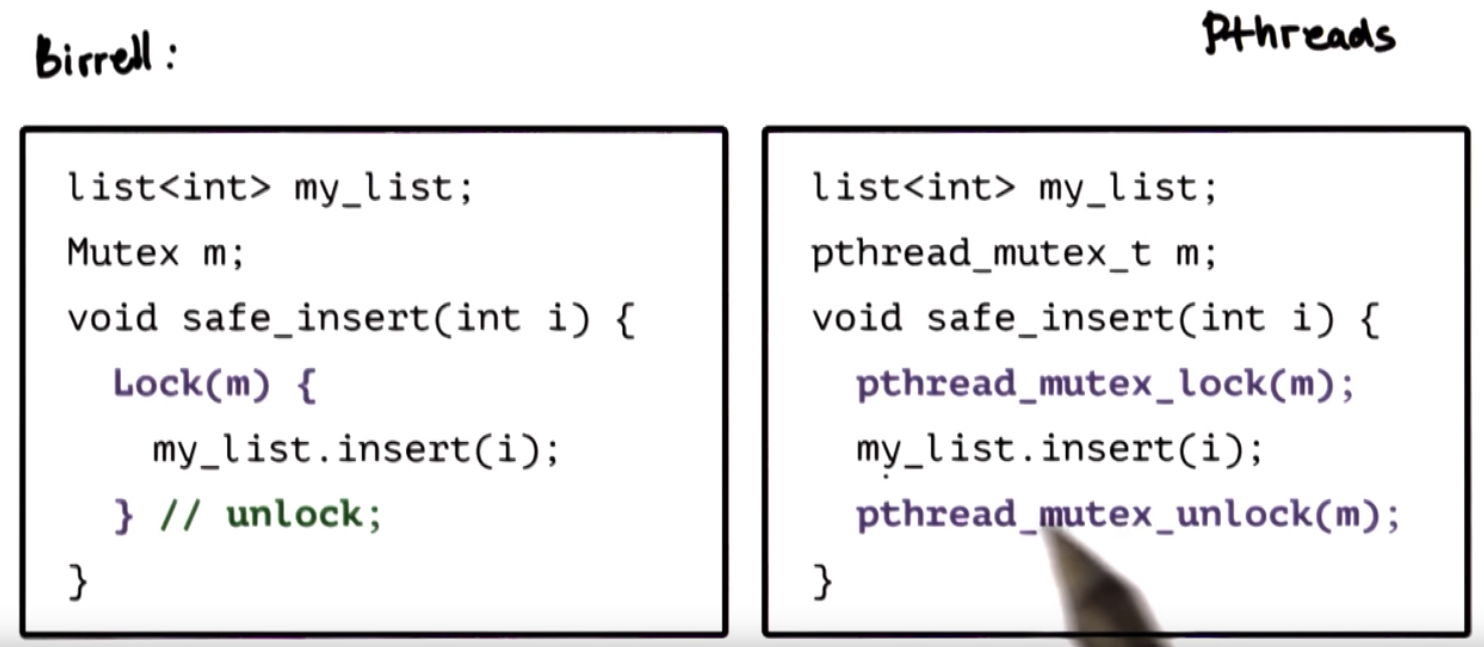 Birrell:
list<int> my_list;
Mutex m;
void safe_insert(int i) {
Lock(m) {
my_list.insert(i);
} // unlock;
}
Pthreads
list<int> my_list;
pthread_mutex_t m;
void safe_insert(int i) {
pthread_mutex_lock(m);
my_list.insert(i);
pthread_mutex_unlock(m);
}